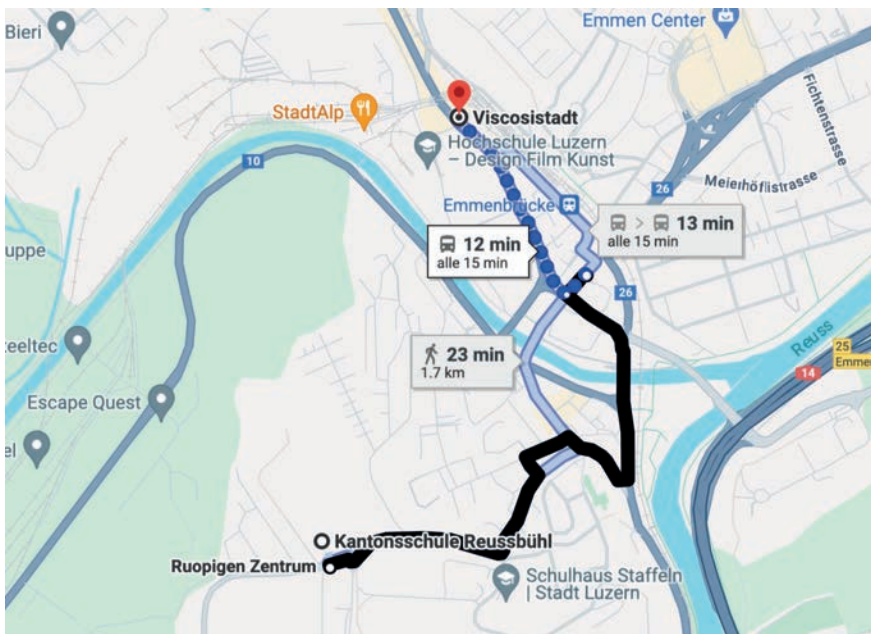 Bieri
Emmen Center
StadtAlp
Viscosistadt
Hochschule Luzern
– Design Film Kunst
Fichtenstrasse
10
26
Meierhöflistrasse
Emmenbrücke
uppe
12 min
alle 15 min
13 min
alle 15 min
26
Reuss
eeltec
23 min
1.7 km
25
Emme
14
Escape Quest
el
Kantonsschule Reussbühl
Ruopigen Zentrum
Schulhaus Staffeln
| Stadt Luzern